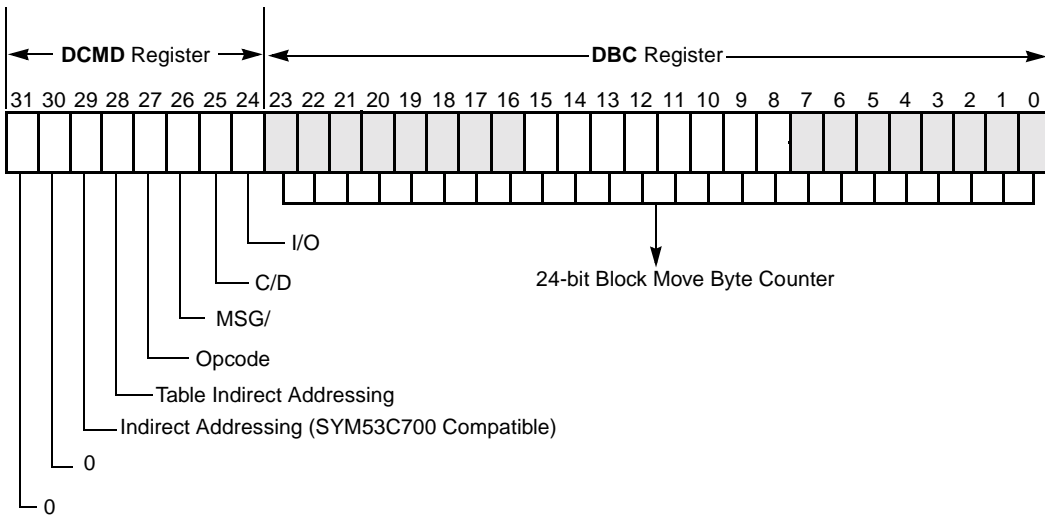 DCMD Register DBC Register
31 30 29 28 27 26 25 24 23 22 21 20 19 18 17 16 15 14 13 12 11 10 9 8 7 6 5 4 3 2 1 0
I/O
24-bit Block Move Byte Counter
C/D
MSG/
Opcode
Table Indirect Addressing
Indirect Addressing (SYM53C700 Compatible)
0
0